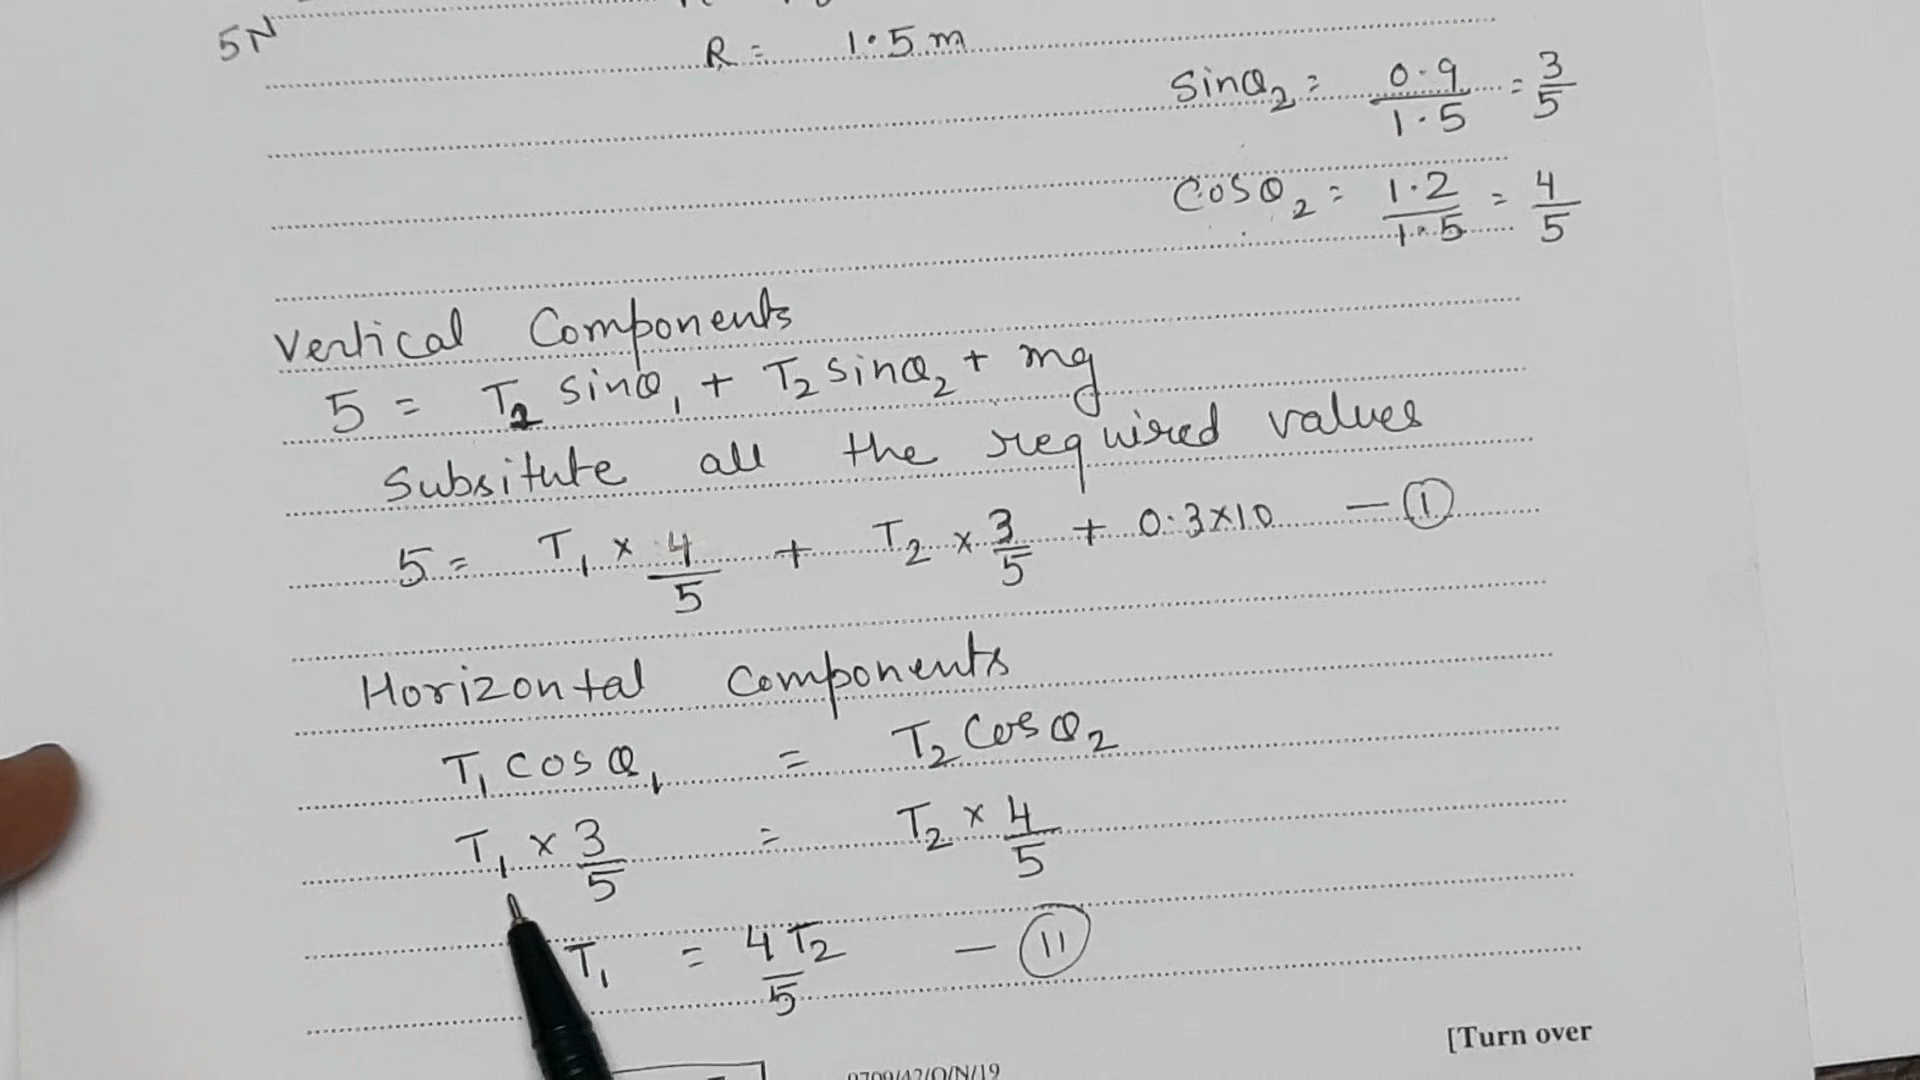 5N
R = 1.5 m
Sinθ2 = 0.9/1.5 = 3/5
Cosθ2 = 1.2/1.5 = 4/5
Vertical Components
5 = T2 sinθ1 + T2 sinθ2 + mg
Subsitute all the required values
5 = T1 × 4/5 + T2 × 3/5 + 0.3×10 — ①
Horizontal Components
T1 cosθ1 = T2 Cosθ2
T1 × 3/5 = T2 × 4/5
T1 = 4T2/5 — ⑪
[Turn over
9709/42/O/N/19